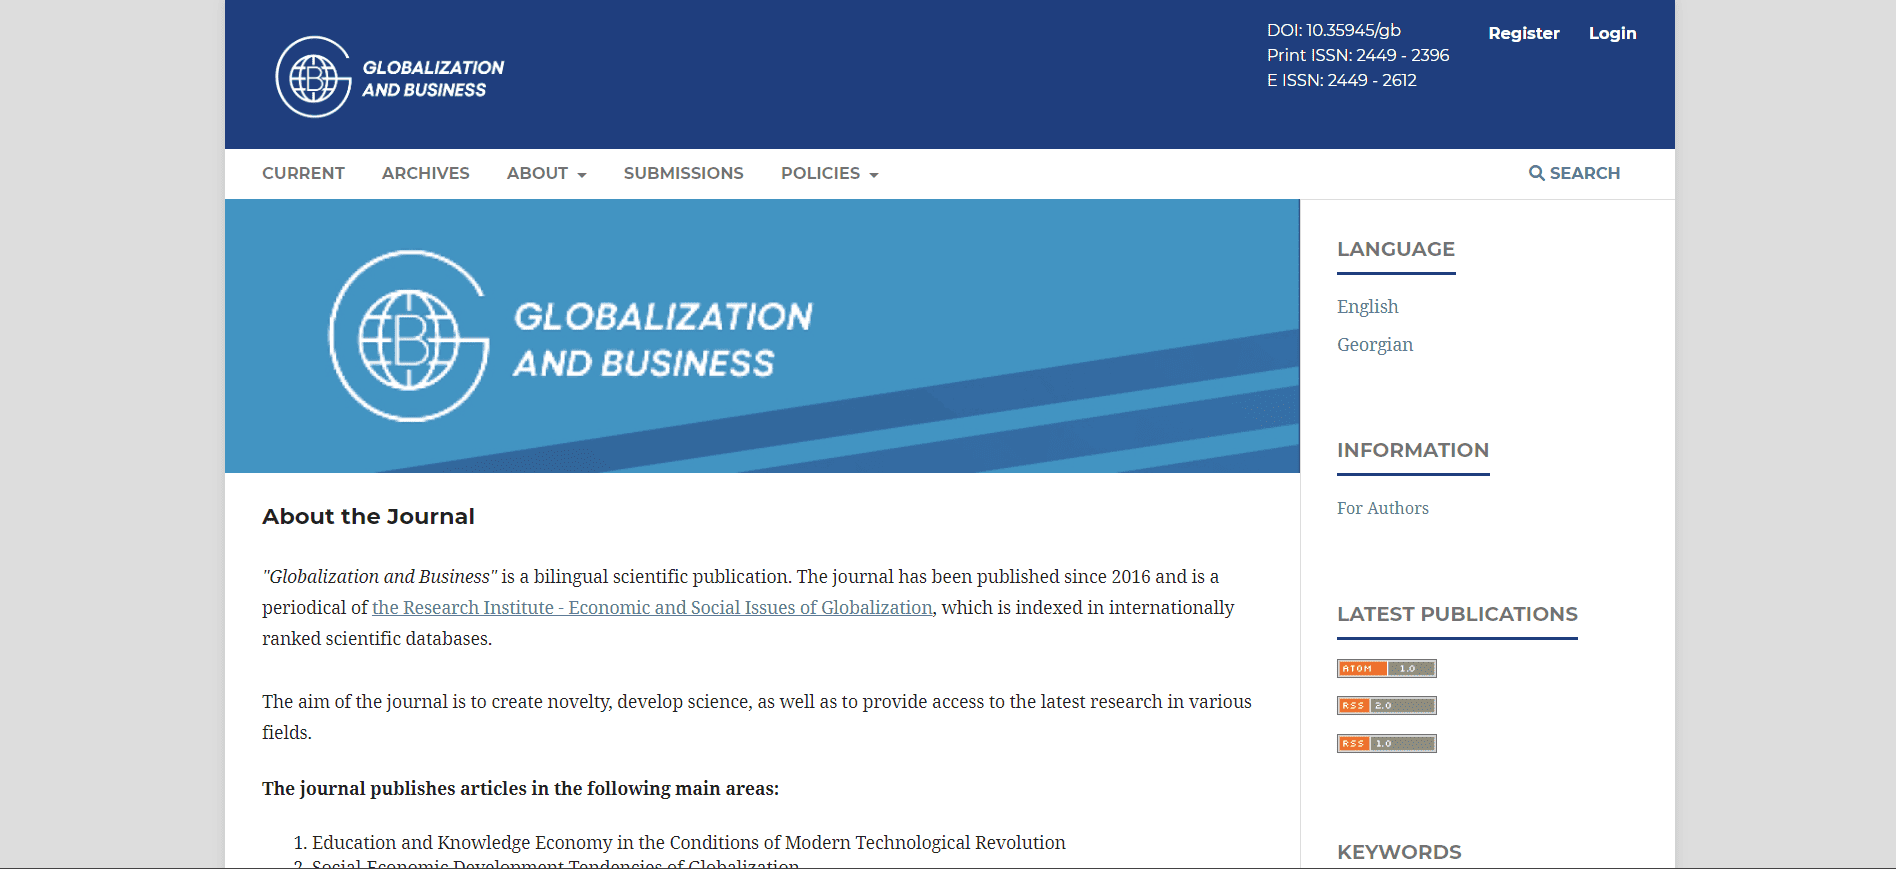 GLOBALIZATION
AND BUSINESS
DOI: 10.35945/gb
Print ISSN: 2449 - 2396
E ISSN: 2449 - 2612
Register
Login
CURRENT
ARCHIVES
ABOUT
SUBMISSIONS
POLICIES
SEARCH
B
GLOBALIZATION
AND BUSINESS
About the Journal
"Globalization and Business" is a bilingual scientific publication. The journal has been published since 2016 and is a
periodical of the Research Institute - Economic and Social Issues of Globalization, which is indexed in internationally
ranked scientific databases.
The aim of the journal is to create novelty, develop science, as well as to provide access to the latest research in various
fields.
The journal publishes articles in the following main areas:
1. Education and Knowledge Economy in the Conditions of Modern Technological Revolution
2. Social Economic Development Tendencies of Globalization
LANGUAGE
English
Georgian
INFORMATION
For Authors
LATEST PUBLICATIONS
ATOM 1.0
RSS 2.0
RSS 1.0
KEYWORDS